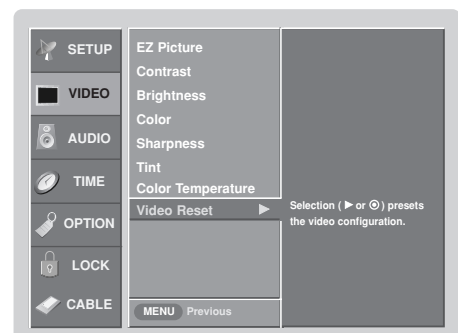 SETUP
VIDEO
AUDIO
TIME
OPTION
LOCK
CABLE
EZ Picture
Contrast
Brightness
Color
Sharpness
Tint
Color Temperature
Video Reset ►
MENU Previous
Selection ( ► or ⊙ ) presets
the video configuration.